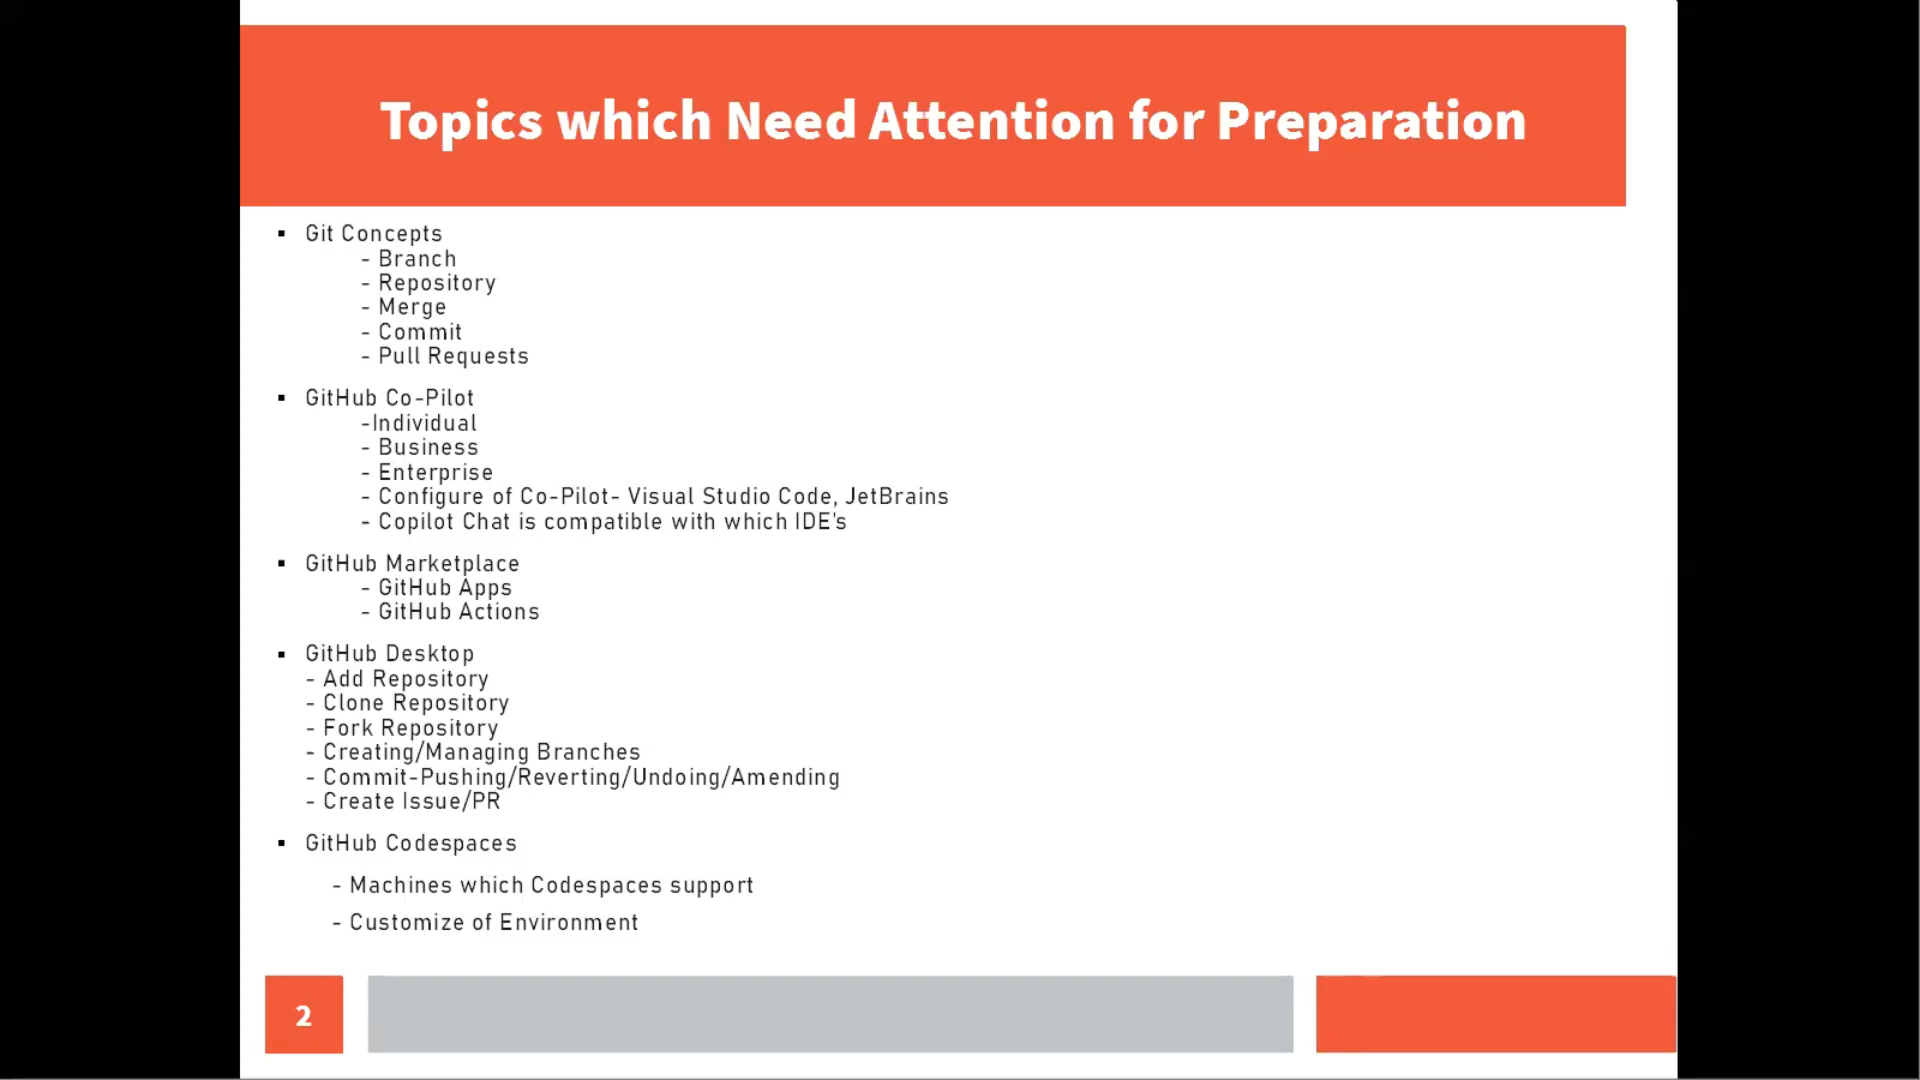 Topics which Need Attention for Preparation
▪ Git Concepts
- Branch
- Repository
- Merge
- Commit
- Pull Requests
▪ GitHub Co-Pilot
-Individual
- Business
- Enterprise
- Configure of Co-Pilot- Visual Studio Code, JetBrains
- Copilot Chat is compatible with which IDE's
▪ GitHub Marketplace
- GitHub Apps
- GitHub Actions
▪ GitHub Desktop
- Add Repository
- Clone Repository
- Fork Repository
- Creating/Managing Branches
- Commit-Pushing/Reverting/Undoing/Amending
- Create Issue/PR
▪ GitHub Codespaces
- Machines which Codespaces support
- Customize of Environment
2